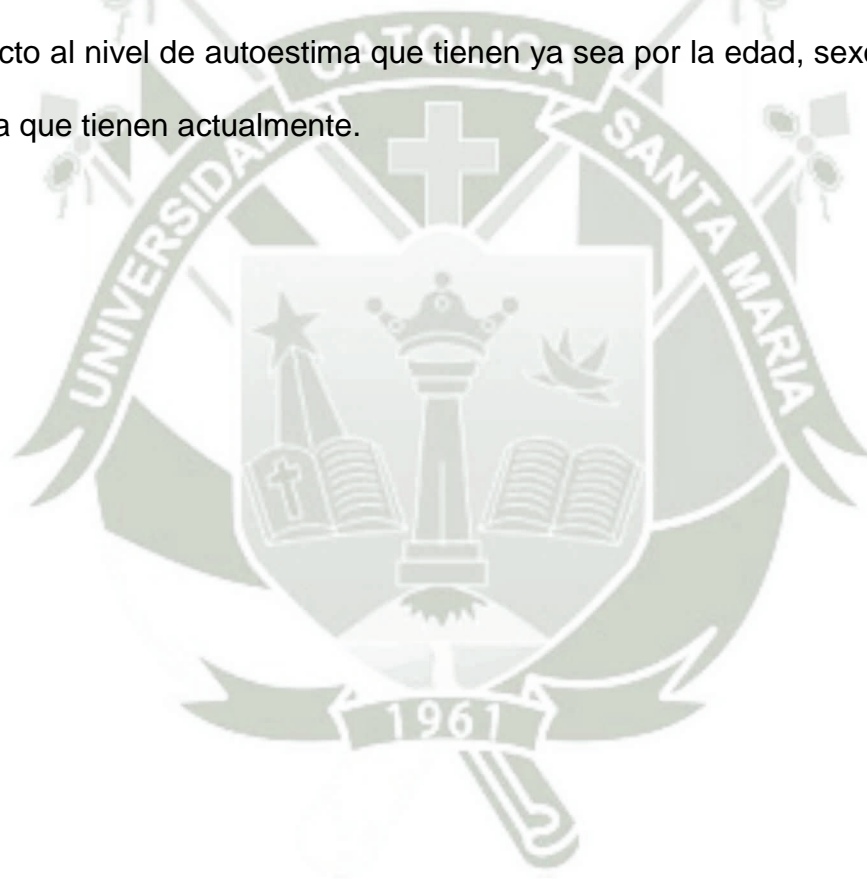 cto al nivel de autoestima que tienen ya sea por la edad, sex
a que tienen actualmente.
UNIVERSIDAD CATOLICA SANTA MARIA
1961